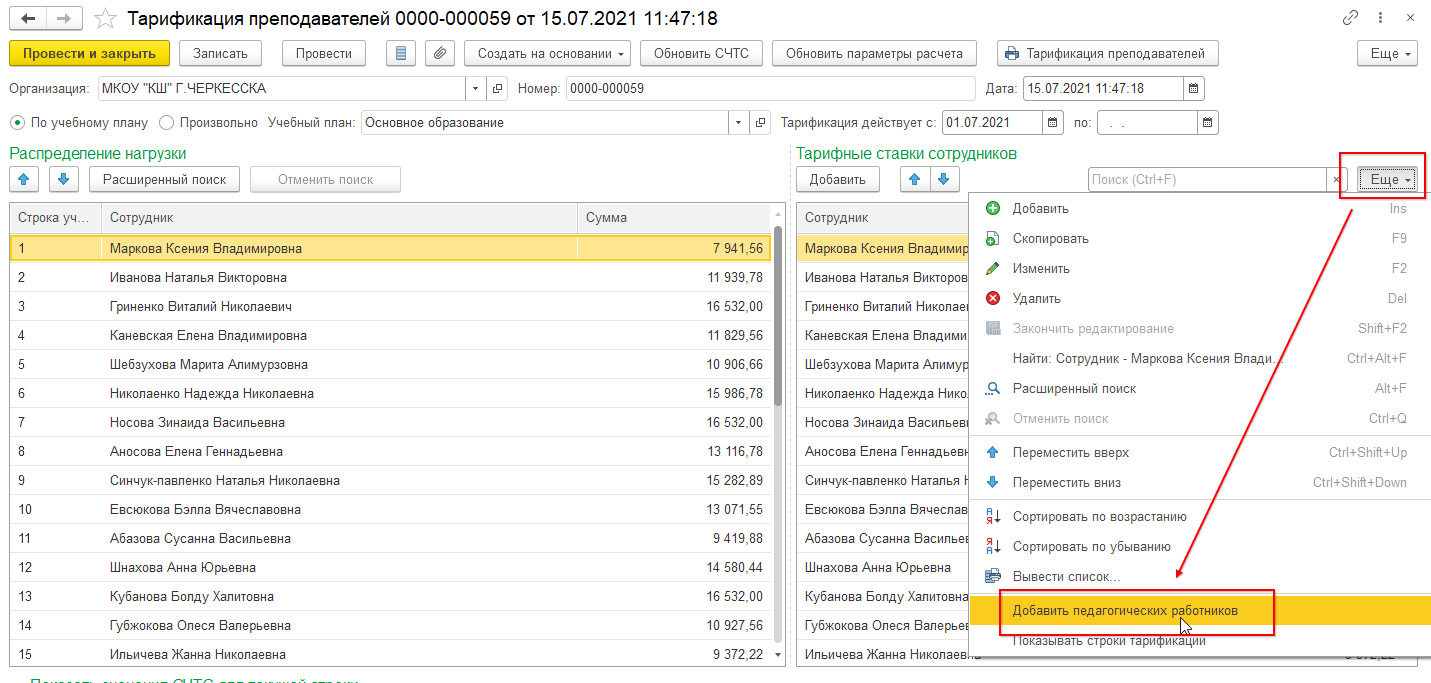 Тарификация преподавателей 0000-000059 от 15.07.2021 11:47:18
Провести и закрыть Записать Провести Создать на основании Обновить СЧТС Обновить параметры расчета Тарификация преподавателей Еще
Организация: МКОУ "КШ" Г.ЧЕРКЕССКА Номер: 0000-000059 Дата: 15.07.2021 11:47:18
По учебному плану Произвольно Учебный план: Основное образование Тарификация действует с: 01.07.2021 по: . .
Распределение нагрузки Тарифные ставки сотрудников
Расширенный поиск Отменить поиск Добавить Поиск (Ctrl+F) × Еще
Строка уч... Сотрудник Сумма Сотрудник
1 Маркова Ксения Владимировна 7 941,56 Маркова Ксения Владимир
2 Иванова Наталья Викторовна 11 939,78 Иванова Наталья Викторов
3 Гриненко Виталий Николаевич 16 532,00 Гриненко Виталий Николаев
4 Каневская Елена Владимировна 11 829,56 Каневская Елена Владими
5 Шебзухова Марита Алимурзовна 10 906,66 Шебзухова Марита Алимур
6 Николаенко Надежда Николаевна 15 986,78 Николаенко Надежда Нико
7 Носова Зинаида Васильевна 16 532,00 Носова Зинаида Васильев
8 Аносова Елена Геннадьевна 13 116,78 Аносова Елена Геннадьевн
9 Синчук-павленко Наталья Николаевна 15 282,89 Синчук-павленко Наталья Н
10 Евсюкова Бэлла Вячеславовна 13 071,55 Евсюкова Бэлла Вячеслав
11 Абазова Сусанна Васильевна 9 419,88 Абазова Сусанна Василье
12 Шнахова Анна Юрьевна 14 580,44 Шнахова Анна Юрьевна
13 Кубанова Болду Халитовна 16 532,00 Кубанова Болду Халитовна
14 Губжокова Олеся Валерьевна 10 927,56 Губжокова Олеся Валерье
15 Ильичева Жанна Николаевна 9 372,22 Ильичева Жанна Николаевна
Добавить Ins
Скопировать F9
Изменить F2
Удалить Del
Закончить редактирование Shift+F2
Найти: Сотрудник - Маркова Ксения Влади... Ctrl+Alt+F
Расширенный поиск Alt+F
Отменить поиск Ctrl+Q
Переместить вверх Ctrl+Shift+Up
Переместить вниз Ctrl+Shift+Down
Сортировать по возрастанию
Сортировать по убыванию
Вывести список...
Добавить педагогических работников
Показывать строки тарификации